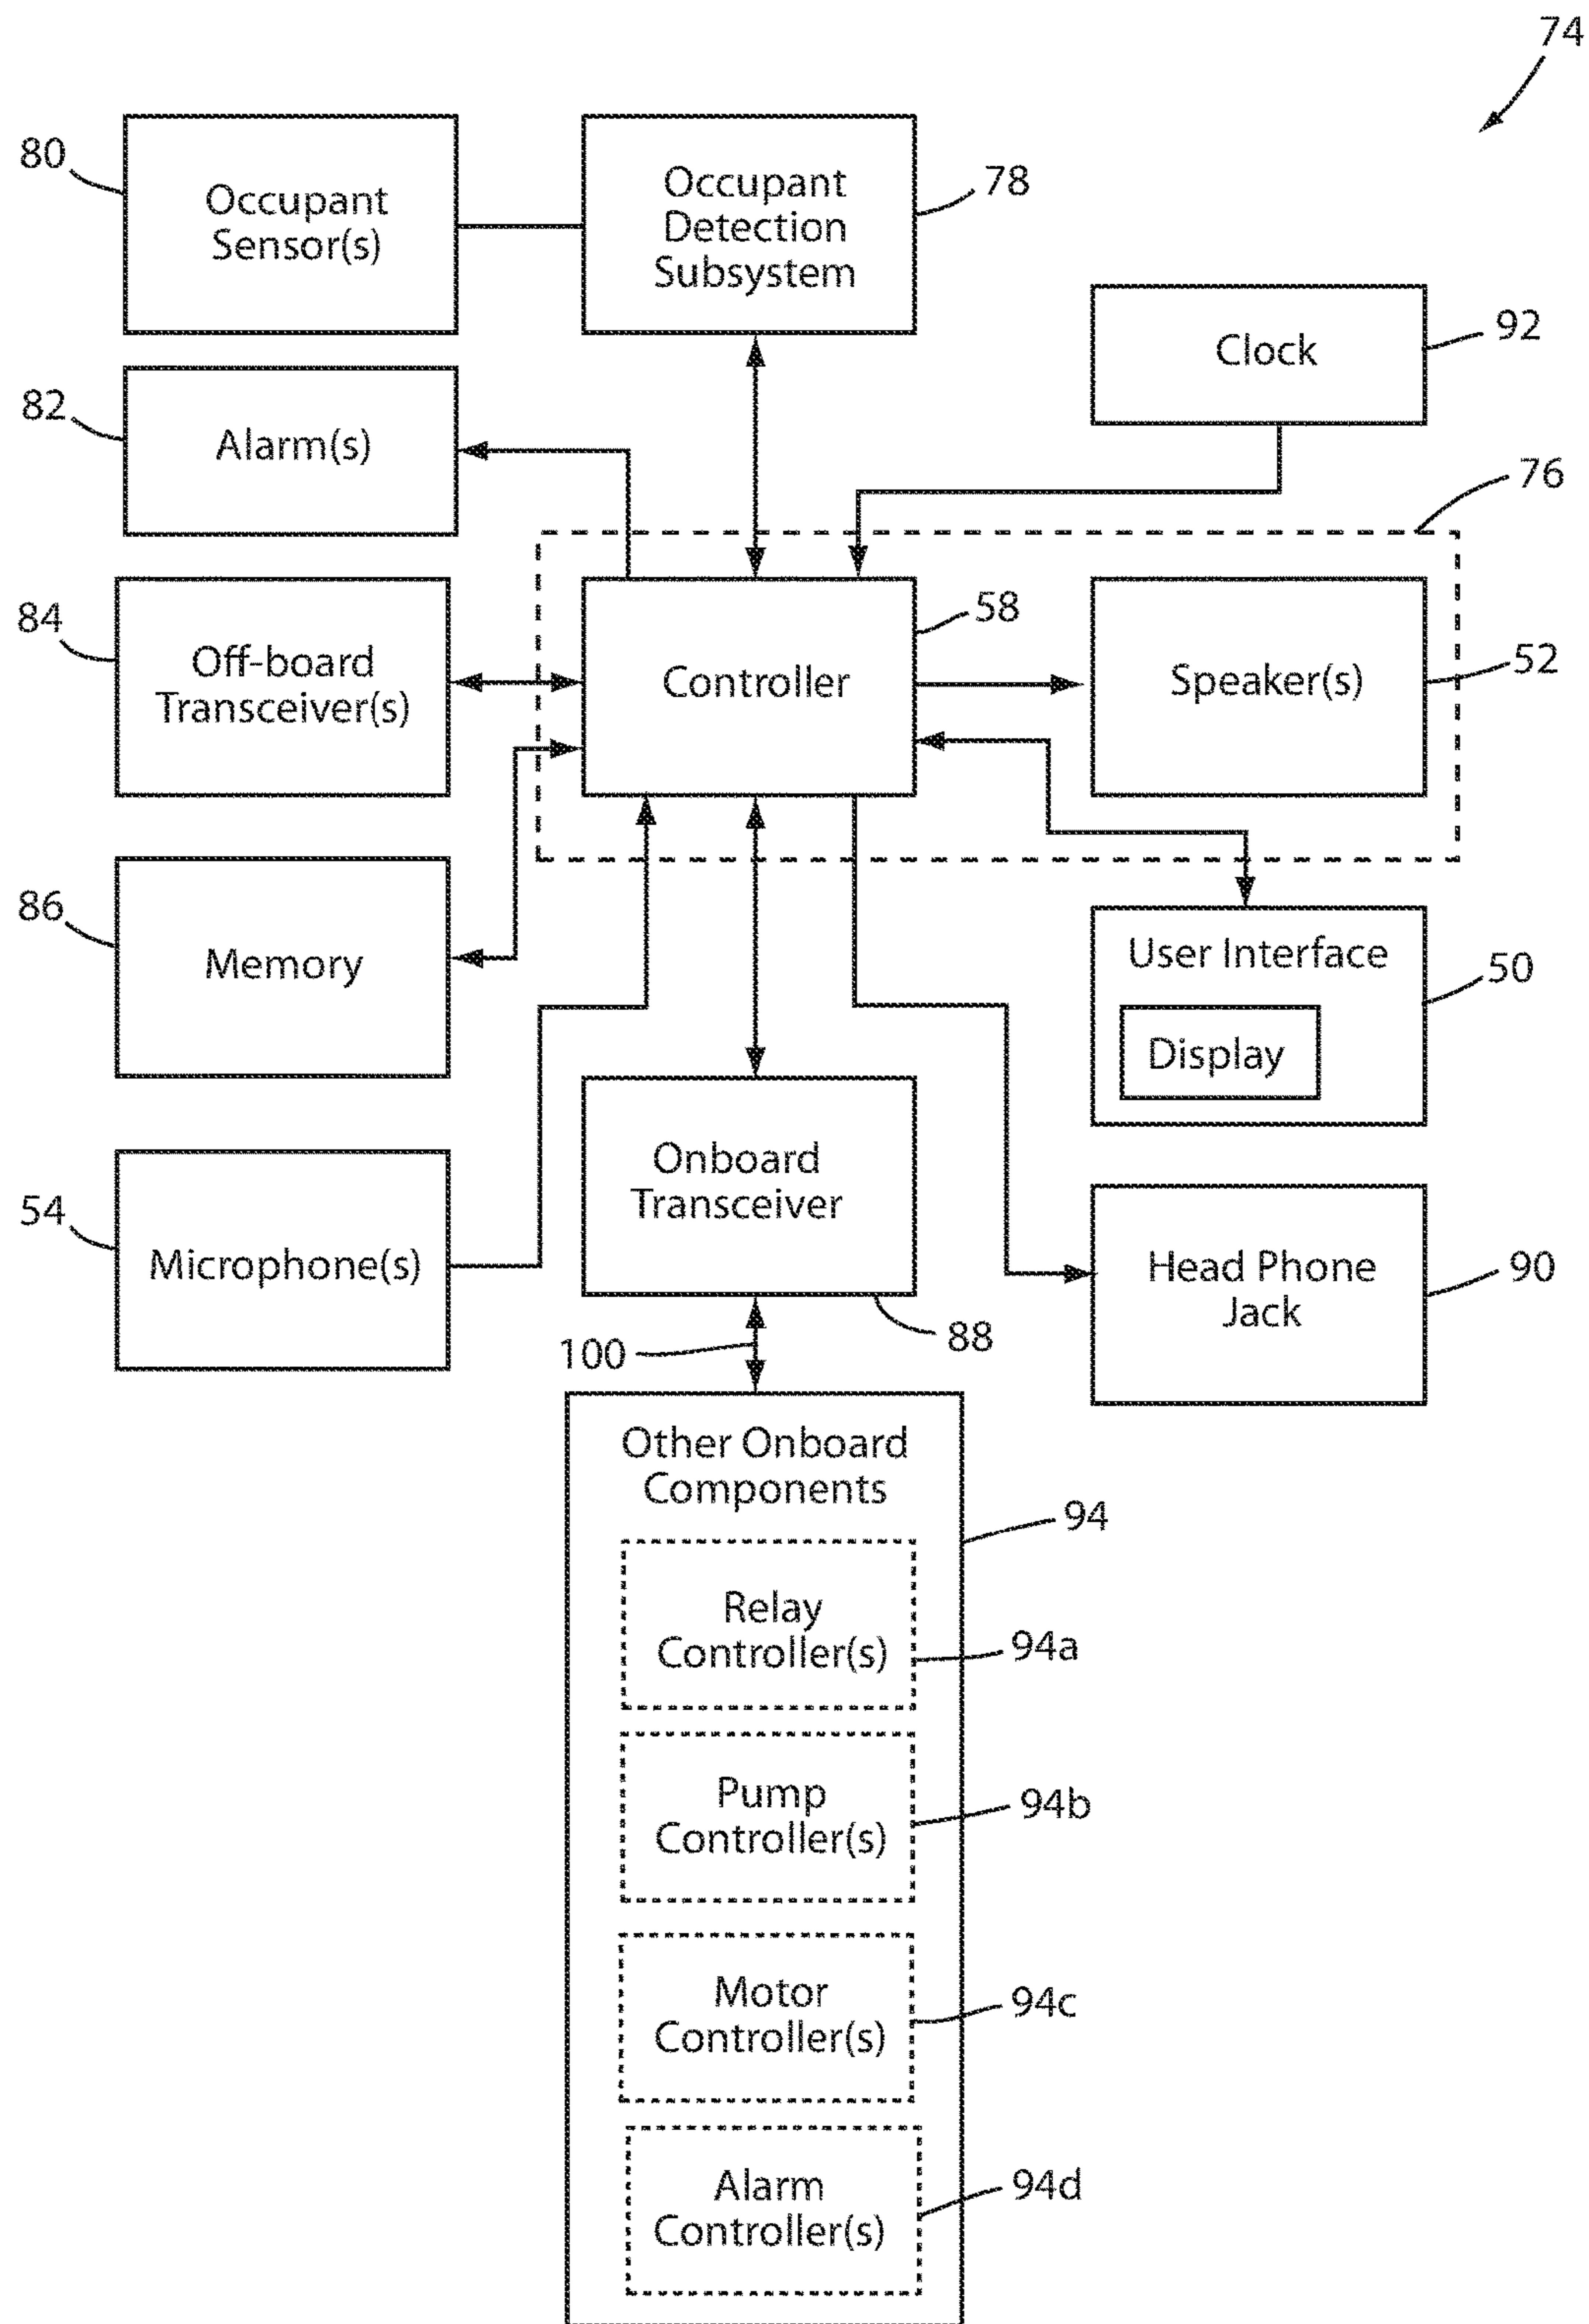 74
80
Occupant
Sensor(s)
Occupant
Detection
Subsystem
78
Clock
92
82
Alarm(s)
76
84
Off-board
Transceiver(s)
Controller
58
Speaker(s)
52
86
Memory
User Interface
50
Display
54
Microphone(s)
Onboard
Transceiver
88
Head Phone
Jack
90
100
Other Onboard
Components
94
Relay
Controller(s)
94a
Pump
Controller(s)
94b
Motor
Controller(s)
94c
Alarm
Controller(s)
94d